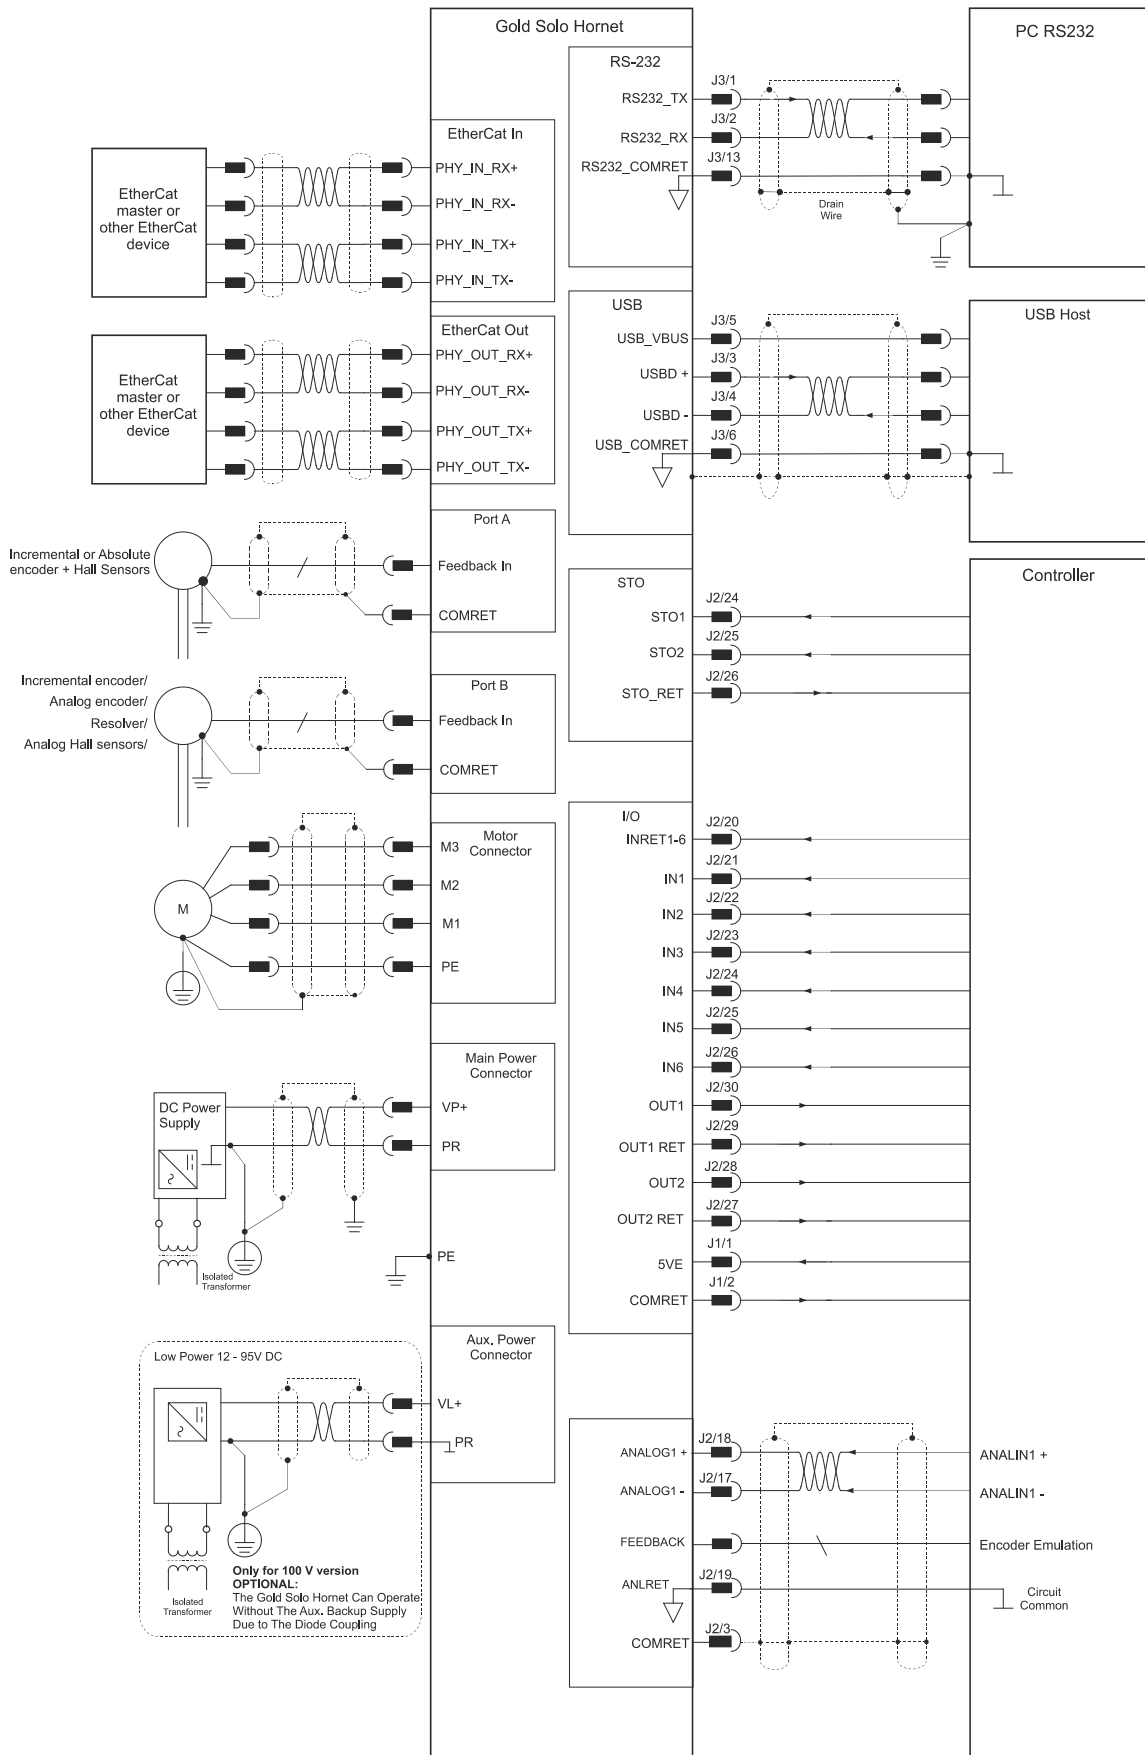 Gold Solo Hornet
PC RS232
RS-232
J3/1
RS232_TX
J3/2
RS232_RX
J3/13
RS232_COMRET
Drain
Wire
EtherCat In
PHY_IN_RX+
PHY_IN_RX-
PHY_IN_TX+
PHY_IN_TX-
EtherCat
master or
other EtherCat
device
USB
USB Host
J3/5
USB_VBUS
J3/3
USBD +
J3/4
USBD -
J3/6
USB_COMRET
EtherCat Out
PHY_OUT_RX+
PHY_OUT_RX-
PHY_OUT_TX+
PHY_OUT_TX-
EtherCat
master or
other EtherCat
device
Port A
Incremental or Absolute
encoder + Hall Sensors
Feedback In
COMRET
STO
Controller
J2/24
STO1
J2/25
STO2
J2/26
STO_RET
Incremental encoder/
Analog encoder/
Resolver/
Analog Hall sensors/
Port B
Feedback In
COMRET
Motor
Connector
M3
M2
M1
PE
M
I/O
J2/20
INRET1-6
J2/21
IN1
J2/22
IN2
J2/23
IN3
J2/24
IN4
J2/25
IN5
J2/26
IN6
J2/30
OUT1
J2/29
OUT1 RET
J2/28
OUT2
J2/27
OUT2 RET
J1/1
5VE
J1/2
COMRET
Main Power
Connector
DC Power
Supply
VP+
PR
PE
Isolated
Transformer
Aux. Power
Connector
Low Power 12 - 95V DC
VL+
PR
Isolated
Transformer
Only for 100 V version
OPTIONAL:
The Gold Solo Hornet Can Operate
Without The Aux. Backup Supply
Due to The Diode Coupling
J2/18
ANALOG1 +
ANALIN1 +
J2/17
ANALOG1 -
ANALIN1 -
FEEDBACK
Encoder Emulation
J2/19
ANLRET
Circuit
Common
J2/3
COMRET